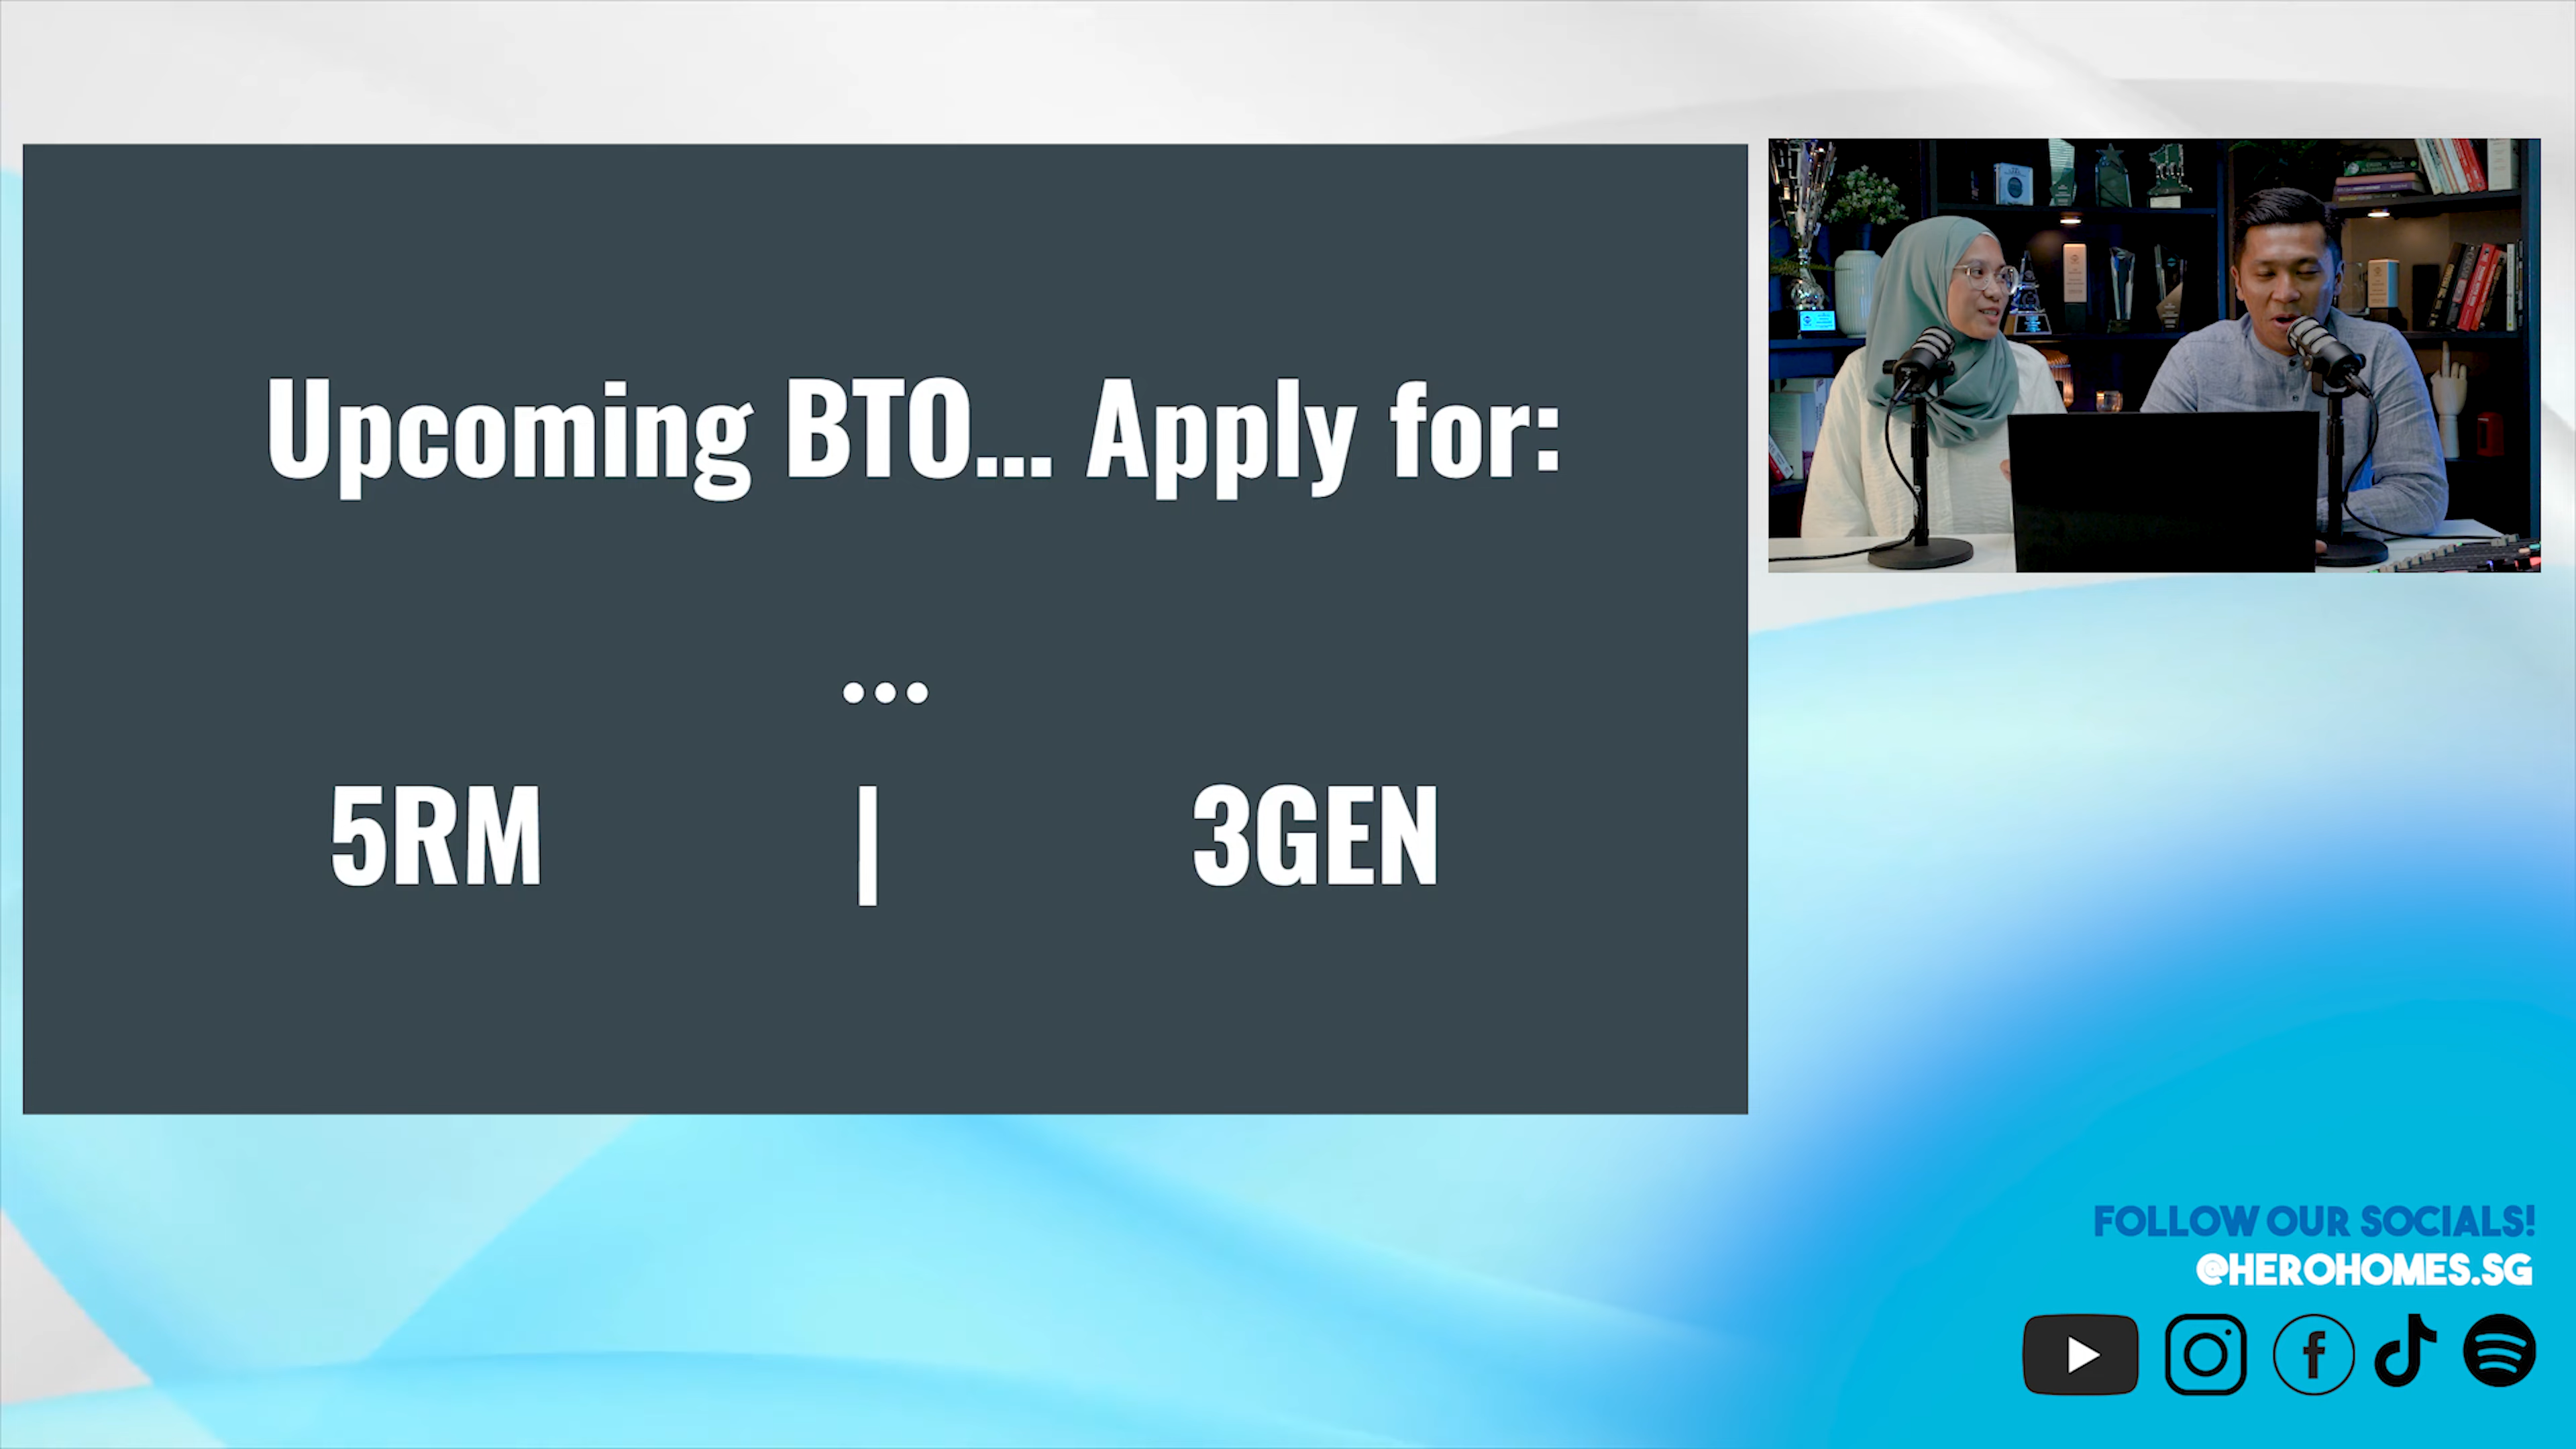 Upcoming BTO... Apply for:
...
5RM | 3GEN
FOLLOW OUR SOCIALS!
@HEROHOMES.SG